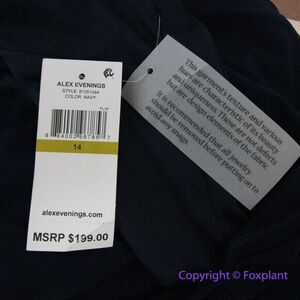 ALEX EVENINGS
STYLE: 81351544
COLOR: NAVY
14
alexevenings.com
MSRP $199.00
This garment's texture and various
hues are characteristic of its beauty
and uniqueness. These are not defects
but are design elements of the fabric.
It is recommended that all jewelry
should be removed before putting on to
avoid any snags.
Copyright © Foxplant